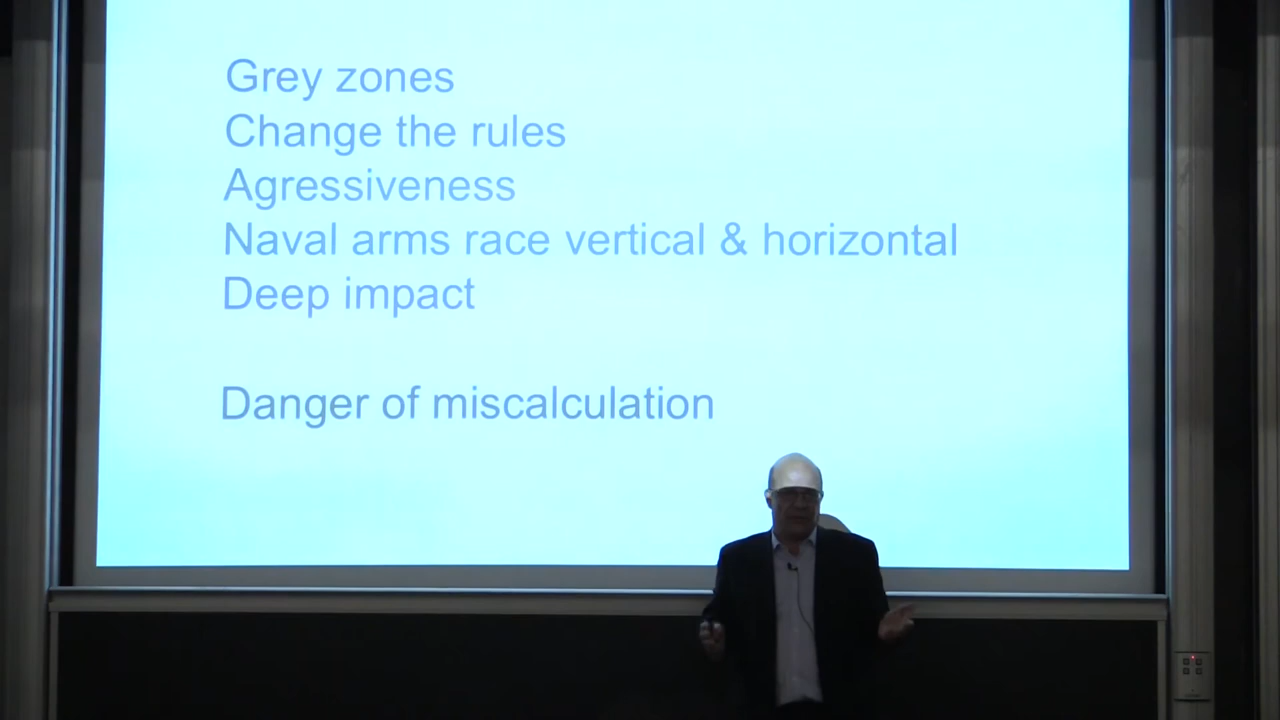 Grey zones
Change the rules
Agressiveness
Naval arms race vertical & horizontal
Deep impact
Danger of miscalculation